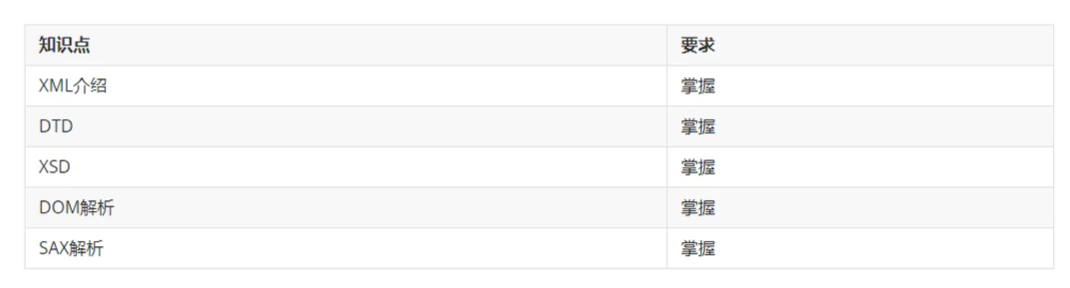 知识点 要求
XML介绍 掌握
DTD 掌握
XSD 掌握
DOM解析 掌握
SAX解析 掌握